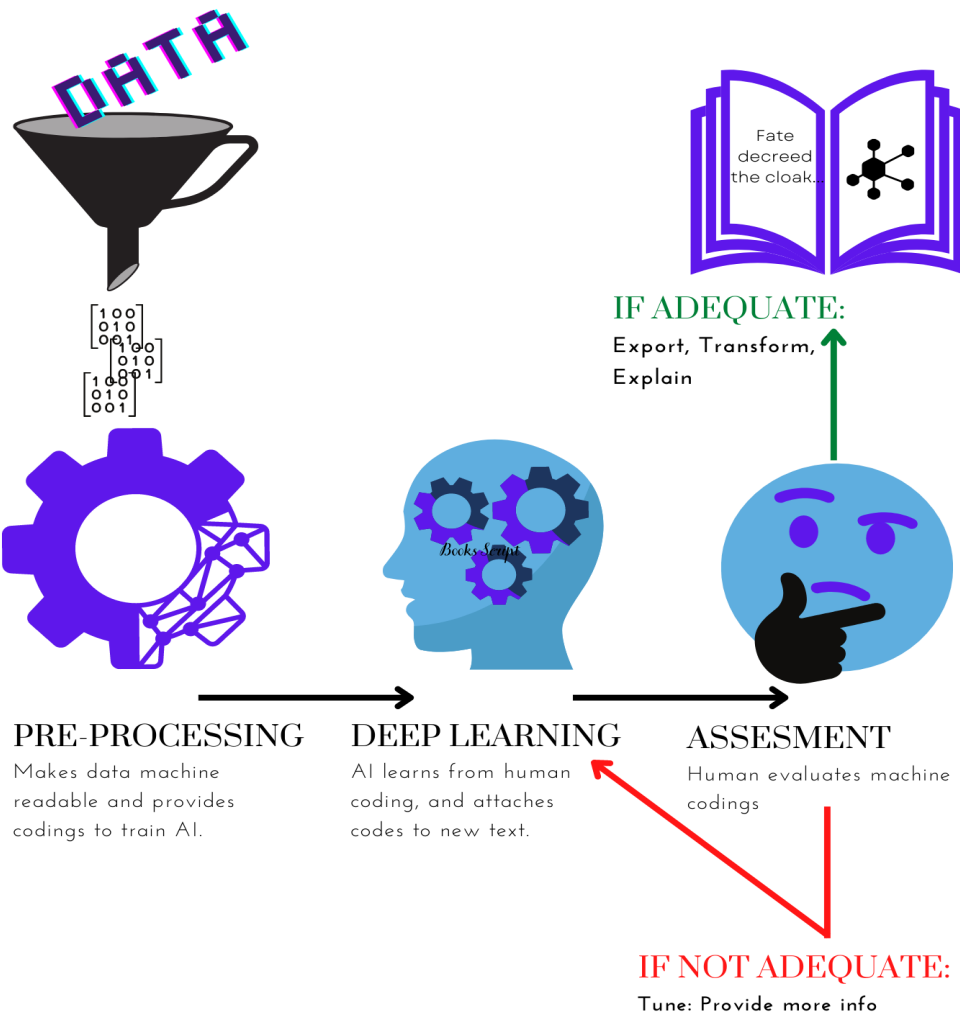 DATA
Fate
decreed
the cloak...
1 0 0
0 1 0
0 0 1
1 0 0
0 1 0
0 0 1
1 0 0
0 1 0
0 0 1
IF ADEQUATE:
Export, Transform,
Explain
Books Script
PRE-PROCESSING
Makes data machine
readable and provides
codings to train AI.
DEEP LEARNING
AI learns from human
coding, and attaches
codes to new text.
ASSESMENT
Human evaluates machine
codings
IF NOT ADEQUATE:
Tune: Provide more info